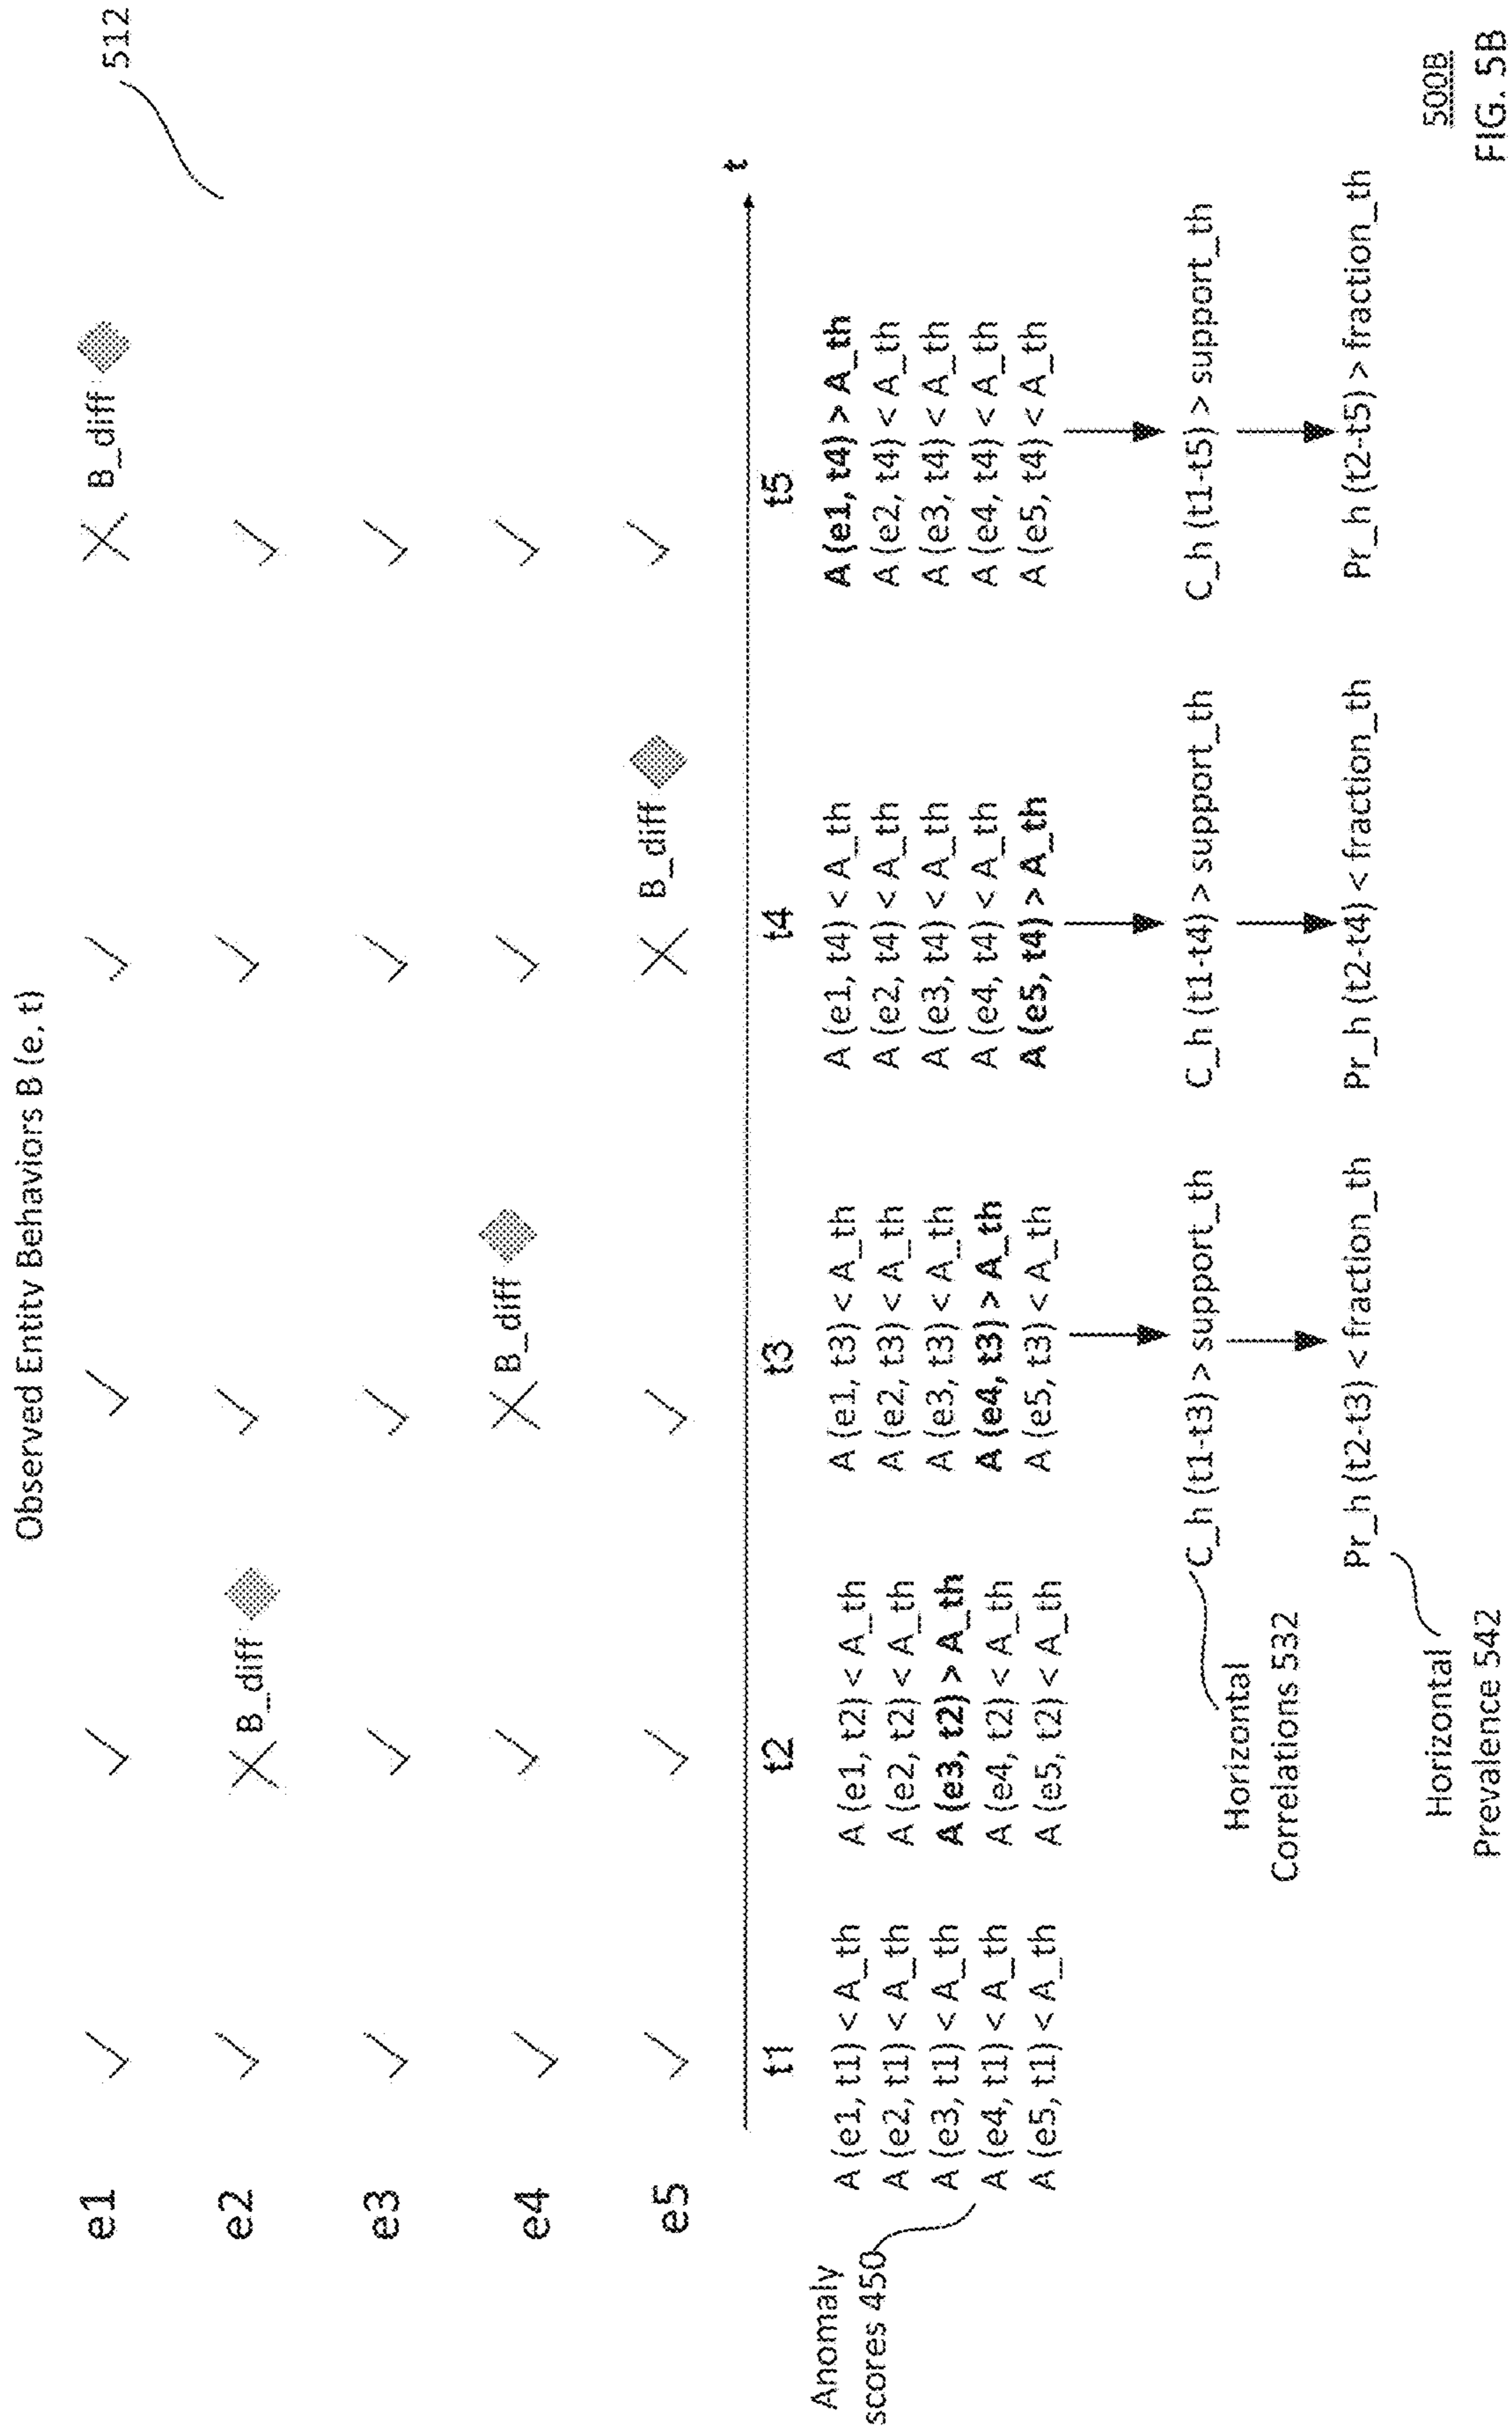 Observed Entity Behaviors B (e, t)
512
e1
B_diff
e2
B_diff
e3
e4
B_diff
e5
B_diff
t
t1
t2
t3
t4
t5
Anomaly
scores 450
A (e1, t1) < A_th
A (e2, t1) < A_th
A (e3, t1) < A_th
A (e4, t1) < A_th
A (e5, t1) < A_th
A (e1, t2) < A_th
A (e2, t2) < A_th
A (e3, t2) > A_th
A (e4, t2) < A_th
A (e5, t2) < A_th
A (e1, t3) < A_th
A (e2, t3) < A_th
A (e3, t3) < A_th
A (e4, t3) > A_th
A (e5, t3) < A_th
A (e1, t4) < A_th
A (e2, t4) < A_th
A (e3, t4) < A_th
A (e4, t4) < A_th
A (e5, t4) > A_th
A (e1, t4) > A_th
A (e2, t4) < A_th
A (e3, t4) < A_th
A (e4, t4) < A_th
A (e5, t4) < A_th
Horizontal
Correlations 532
C_h (t1-t3) > support_th
C_h (t1-t4) > support_th
C_h (t1-t5) > support_th
Horizontal
Prevalence 542
Pr_h (t2-t3) < fraction_th
Pr_h (t2-t4) < fraction_th
Pr_h (t2-t5) > fraction_th
500B
FIG. 5B